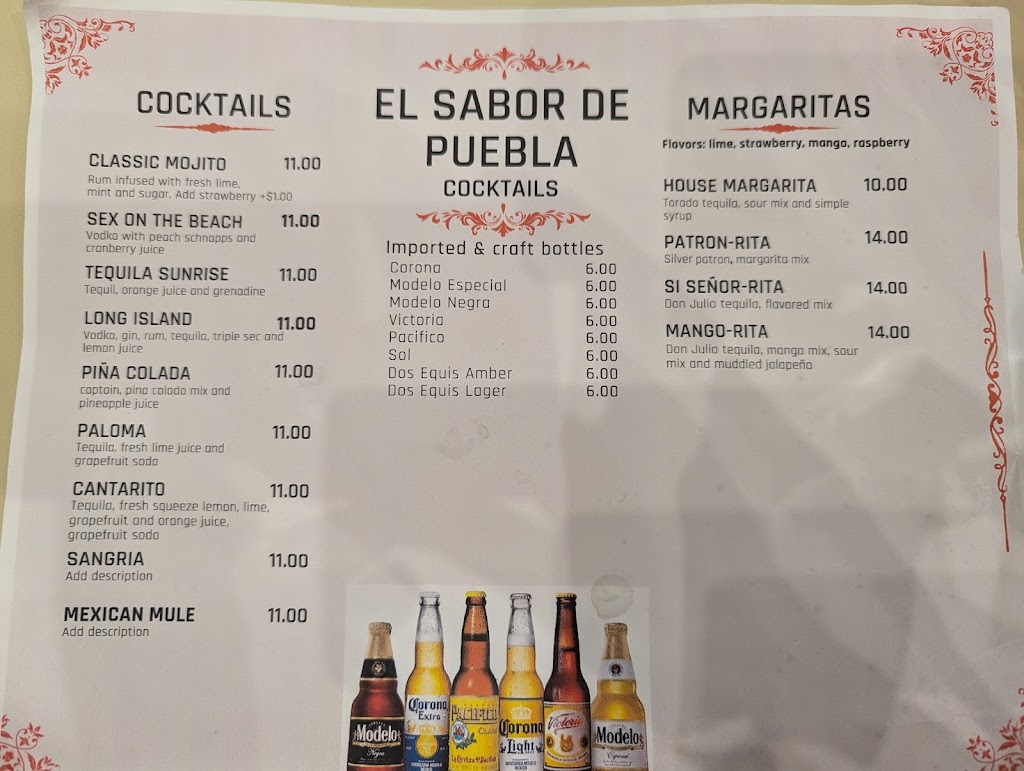 COCKTAILS
CLASSIC MOJITO 11.00
Rum infused with fresh lime,
mint and sugar. Add strawberry +$1.00
SEX ON THE BEACH 11.00
Vodka with peach schnapps and
cranberry juice
TEQUILA SUNRISE 11.00
Tequil, orange juice and grenadine
LONG ISLAND 11.00
Vodka, gin, rum, tequila, triple sec and
lemon juice
PIÑA COLADA 11.00
captain, pina colada mix and
pineapple juice
PALOMA 11.00
Tequila, fresh lime juice and
grapefruit soda
CANTARITO 11.00
Tequila, fresh squeeze lemon, lime,
grapefruit and orange juice,
grapefruit soda
SANGRIA 11.00
Add description
MEXICAN MULE 11.00
Add description
EL SABOR DE
PUEBLA
COCKTAILS
Imported & craft bottles
Corona 6.00
Modelo Especial 6.00
Modelo Negra 6.00
Victoria 6.00
Pacifico 6.00
Sol 6.00
Dos Equis Amber 6.00
Dos Equis Lager 6.00
MARGARITAS
Flavors: lime, strawberry, mango, raspberry
HOUSE MARGARITA 10.00
Torada tequila, sour mix and simple
syrup
PATRON-RITA 14.00
Silver patron, margarita mix
SI SEÑOR-RITA 14.00
Don Julio tequila, flavored mix
MANGO-RITA 14.00
Don Julio tequila, mango mix, sour
mix and muddled jalapeña
Modelo
Negra
Corona
Extra
PACIFICO
Corona
Light
Victoria
Modelo